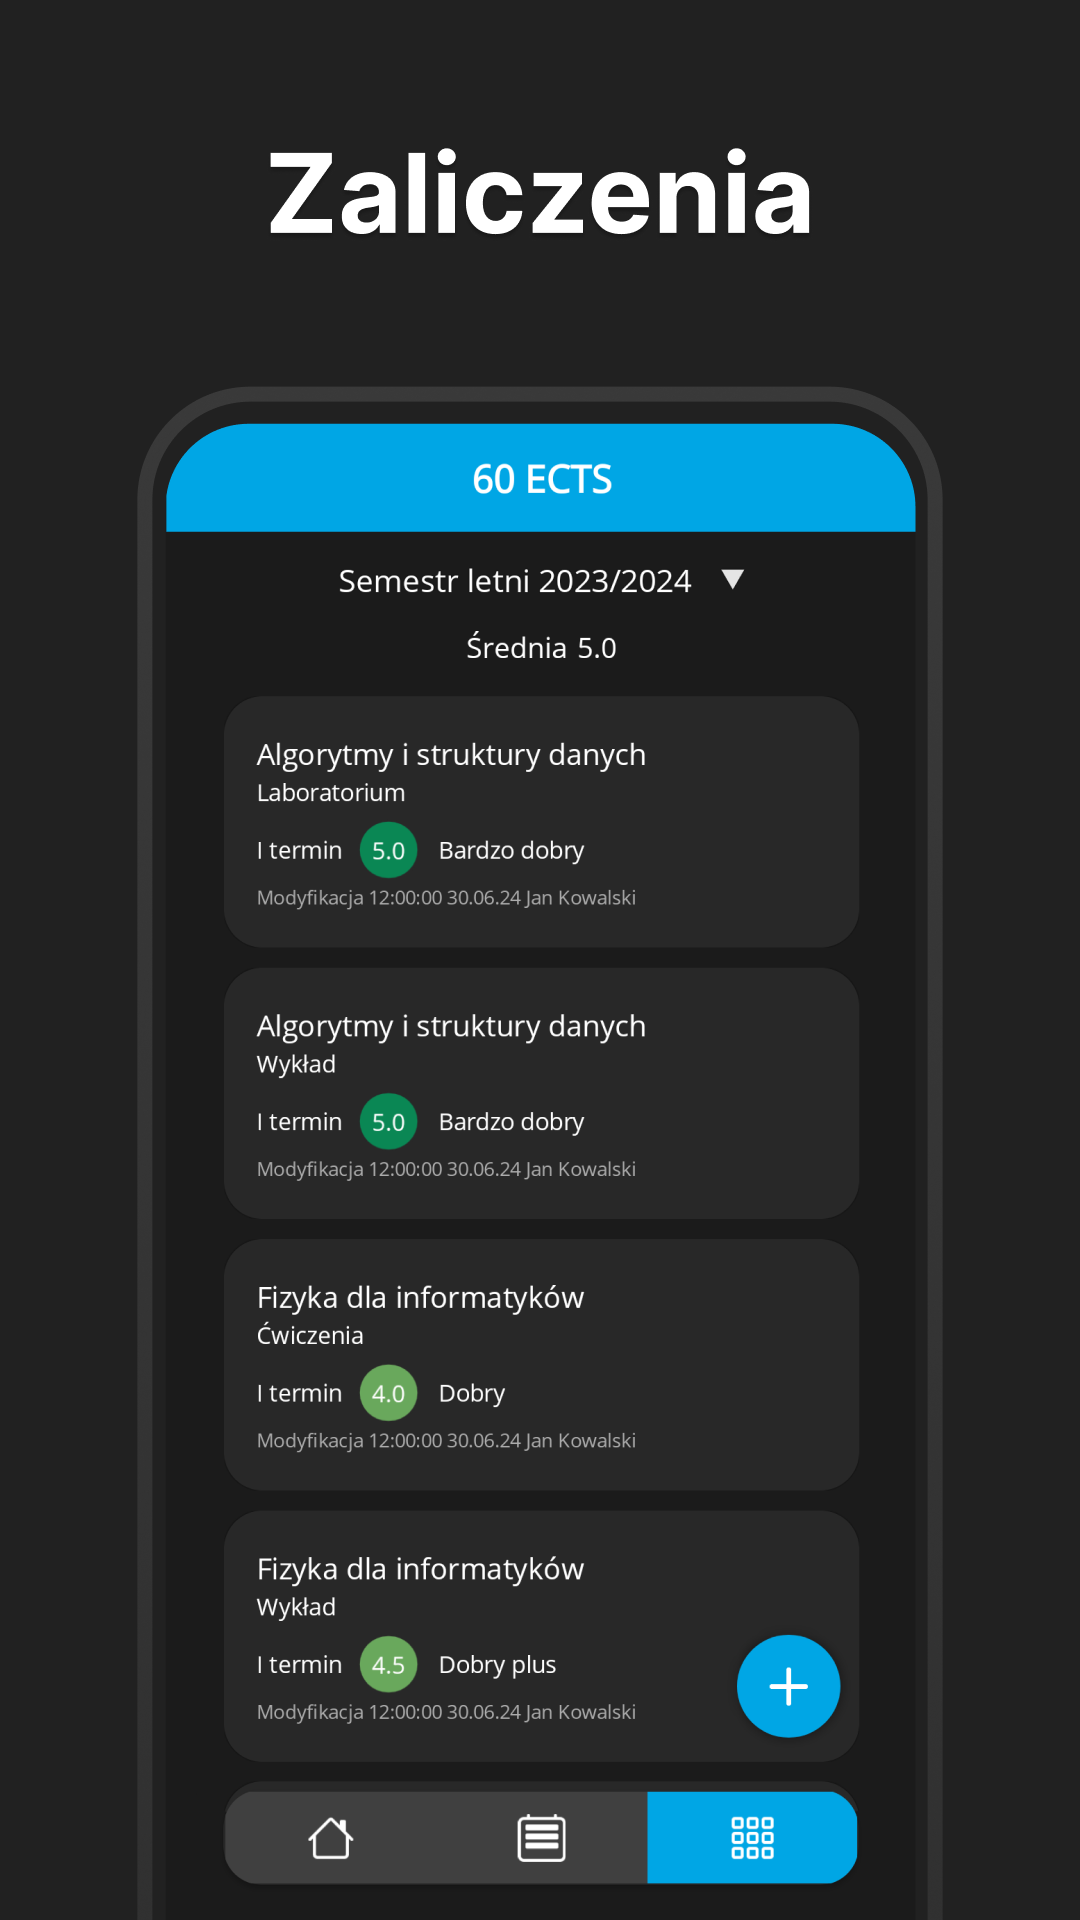 Zaliczenia
60 ECTS
Semestr letni 2023/2024
Średnia 5.0
Algorytmy i struktury danych
Laboratorium
I termin 5.0 Bardzo dobry
Modyfikacja 12:00:00 30.06.24 Jan Kowalski
Algorytmy i struktury danych
Wykład
I termin 5.0 Bardzo dobry
Modyfikacja 12:00:00 30.06.24 Jan Kowalski
Fizyka dla informatyków
Ćwiczenia
I termin 4.0 Dobry
Modyfikacja 12:00:00 30.06.24 Jan Kowalski
Fizyka dla informatyków
Wykład
I termin 4.5 Dobry plus
Modyfikacja 12:00:00 30.06.24 Jan Kowalski